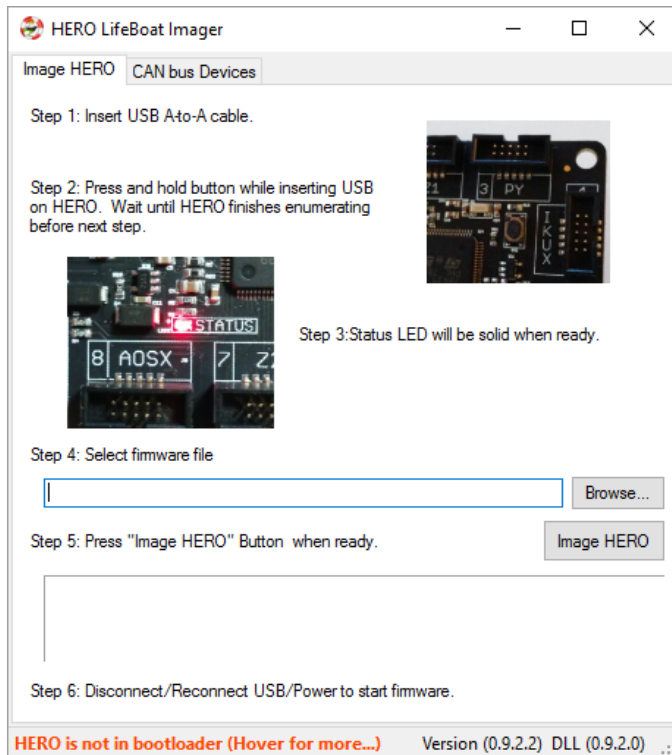 HERO LifeBoat Imager
Image HERO
CAN bus Devices
Step 1: Insert USB A-to-A cable.
Step 2: Press and hold button while inserting USB
on HERO. Wait until HERO finishes enumerating
before next step.
3 PY
IKUX
STATUS
8 AOSX
7
Step 3:Status LED will be solid when ready.
Step 4: Select firmware file
Browse...
Step 5: Press "Image HERO" Button when ready.
Image HERO
Step 6: Disconnect/Reconnect USB/Power to start firmware.
HERO is not in bootloader (Hover for more...)
Version (0.9.2.2) DLL (0.9.2.0)